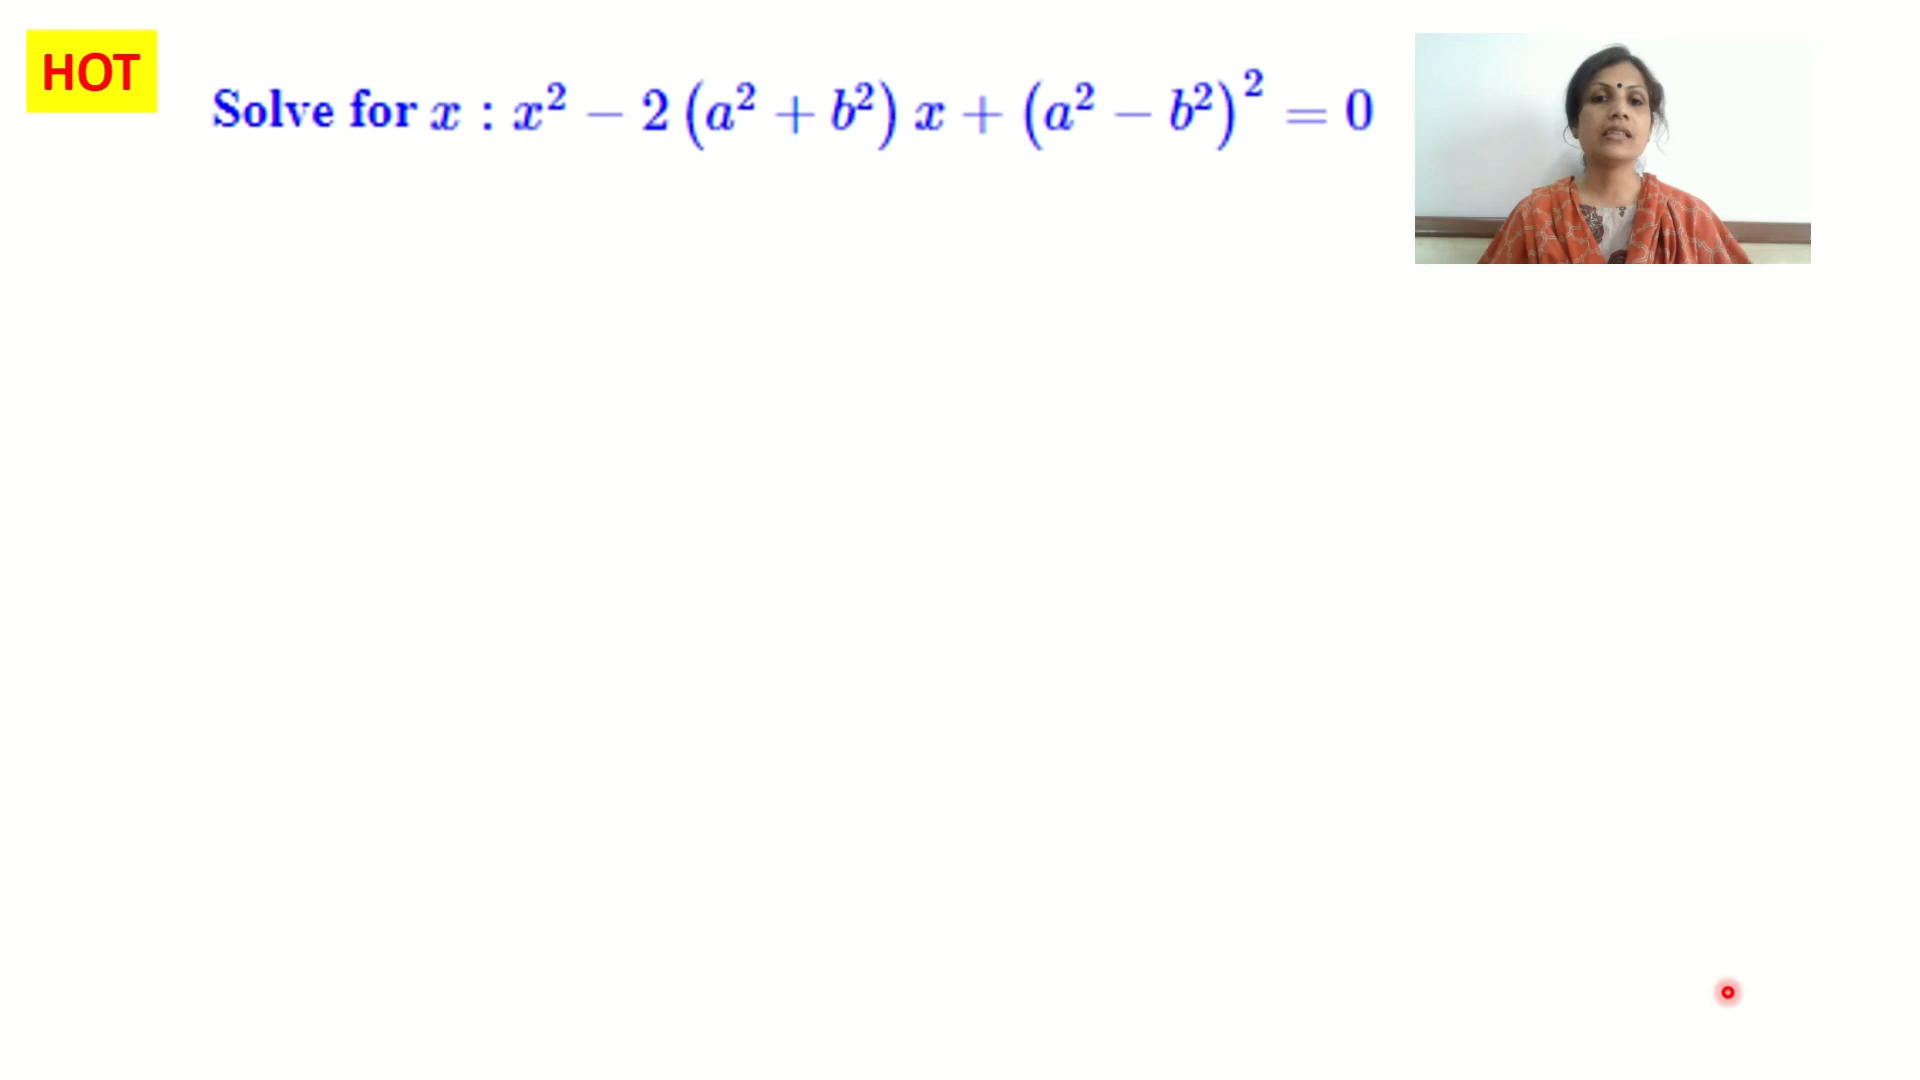 HOT
Solve for x : x² − 2 (a² + b²) x + (a² − b²)² = 0